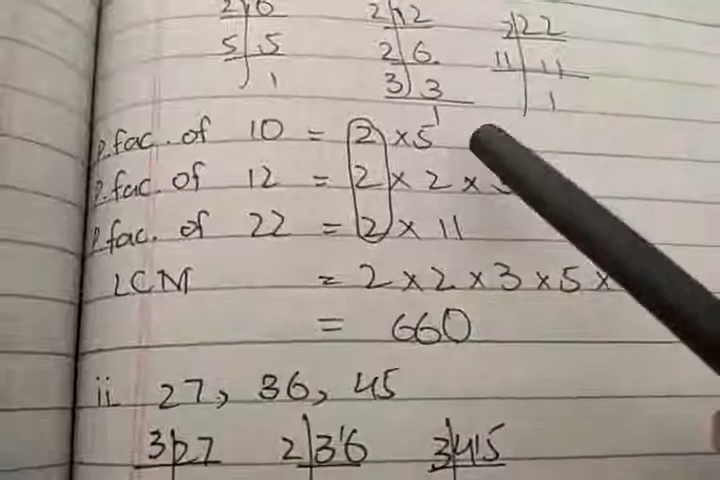 2 | 6 2 | 12 2 | 22
5 | 5 2 | 6 11 | 11
1 3 | 3 1
1
P. fac. of 10 = 2 × 5
P. fac. of 12 = 2 × 2 ×
P. fac. of 22 = 2 × 11
LCM = 2 × 2 × 3 × 5 ×
= 660
ii 27, 36, 45
3 | 27 2 | 36 3 | 45